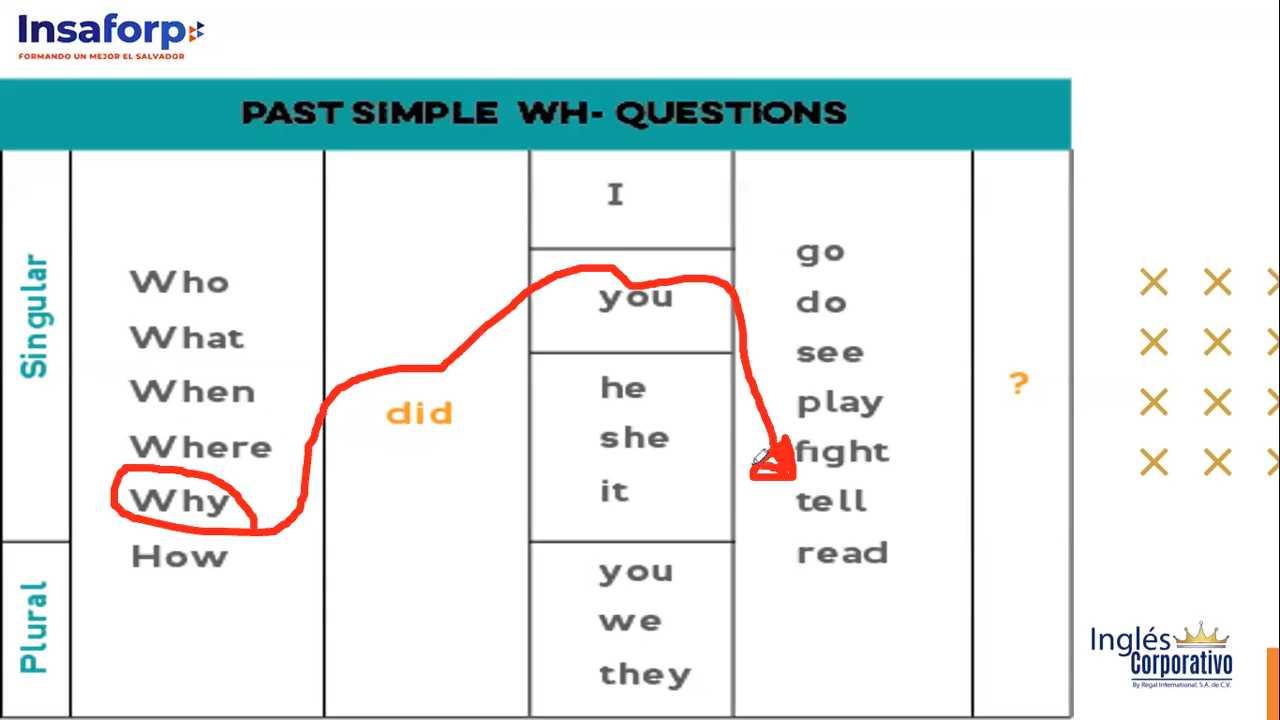 Insaforp
FORMANDO UN MEJOR EL SALVADOR
PAST SIMPLE WH- QUESTIONS
Singular
Plural
Who
What
When
Where
Why
How
did
I
you
he
she
it
you
we
they
go
do
see
play
fight
tell
read
?
Inglés
Corporativo
By Regal International, S.A. de C.V.